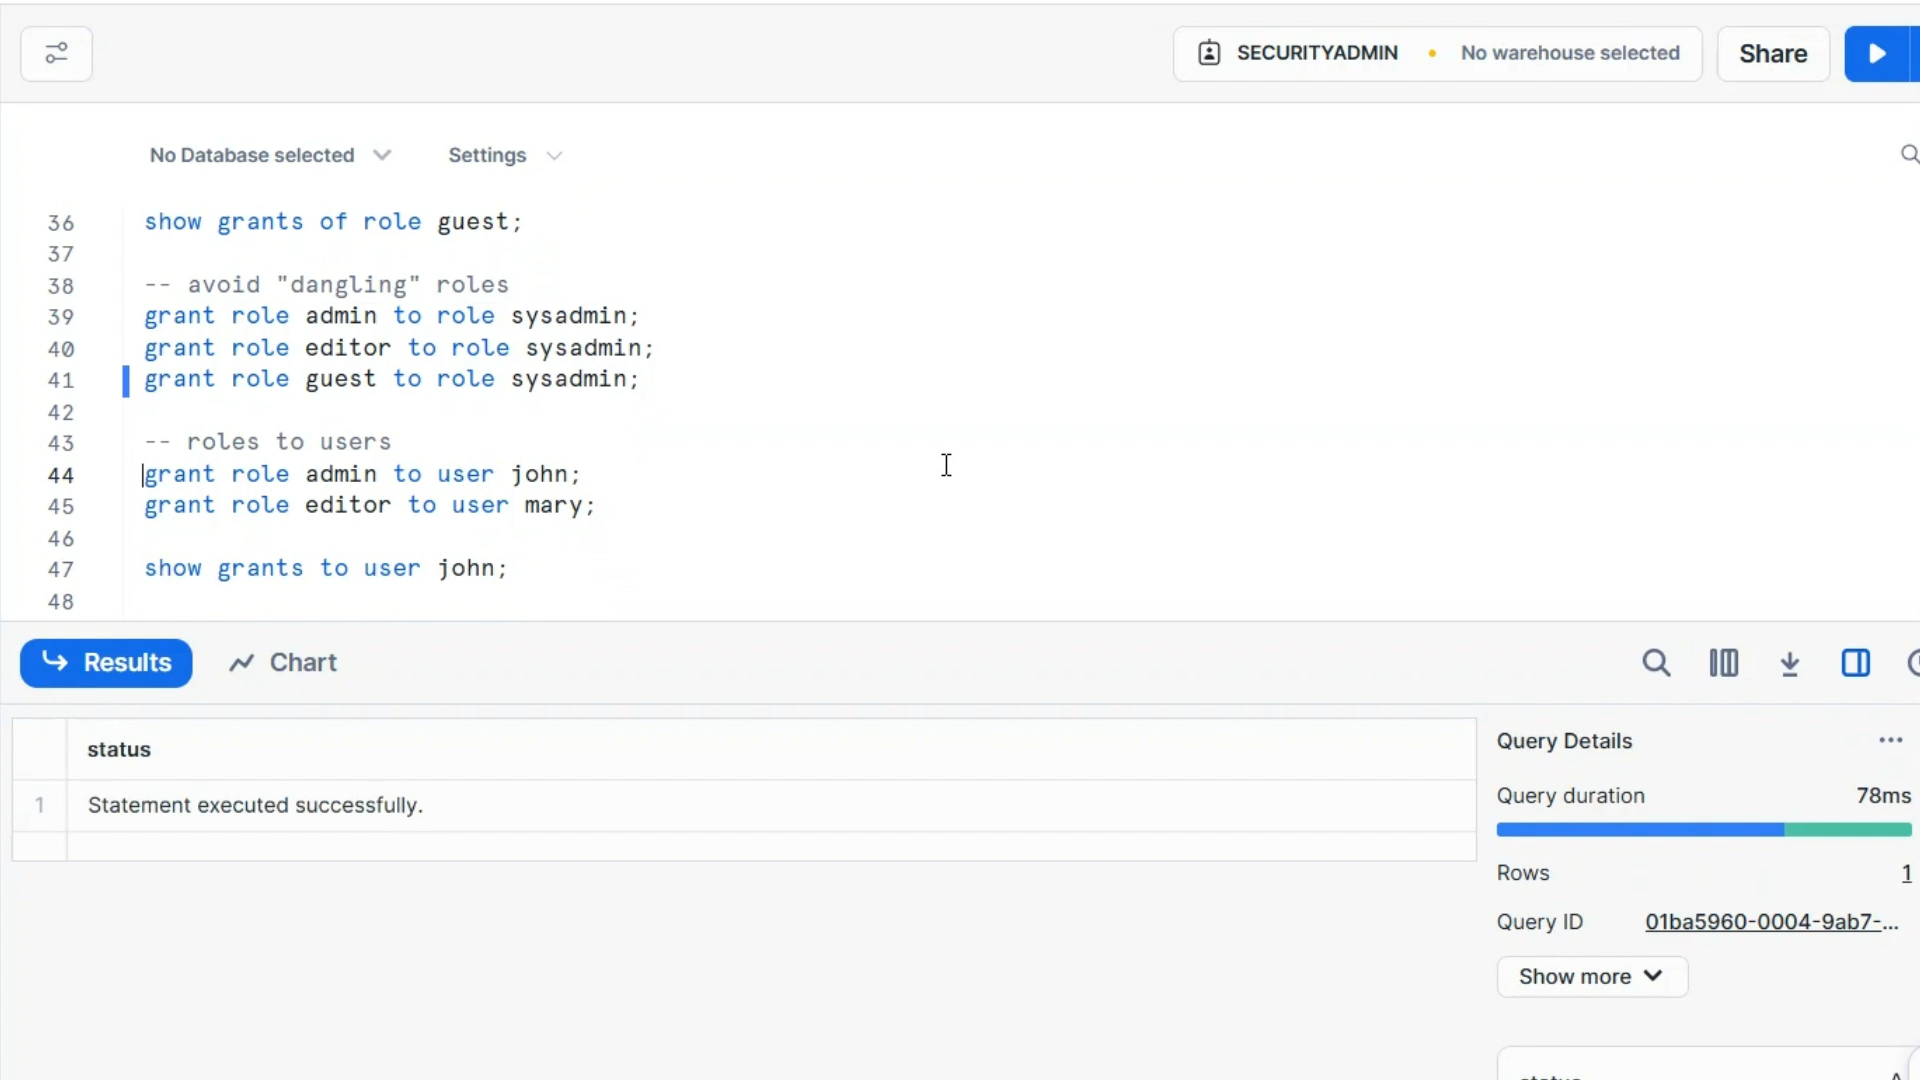 SECURITYADMIN • No warehouse selected
Share
No Database selected
Settings
36 show grants of role guest;
37
38 -- avoid "dangling" roles
39 grant role admin to role sysadmin;
40 grant role editor to role sysadmin;
41 grant role guest to role sysadmin;
42
43 -- roles to users
44 grant role admin to user john;
45 grant role editor to user mary;
46
47 show grants to user john;
48
Results
Chart
status
1 Statement executed successfully.
Query Details
...
Query duration 78ms
Rows 1
Query ID 01ba5960-0004-9ab7-...
Show more